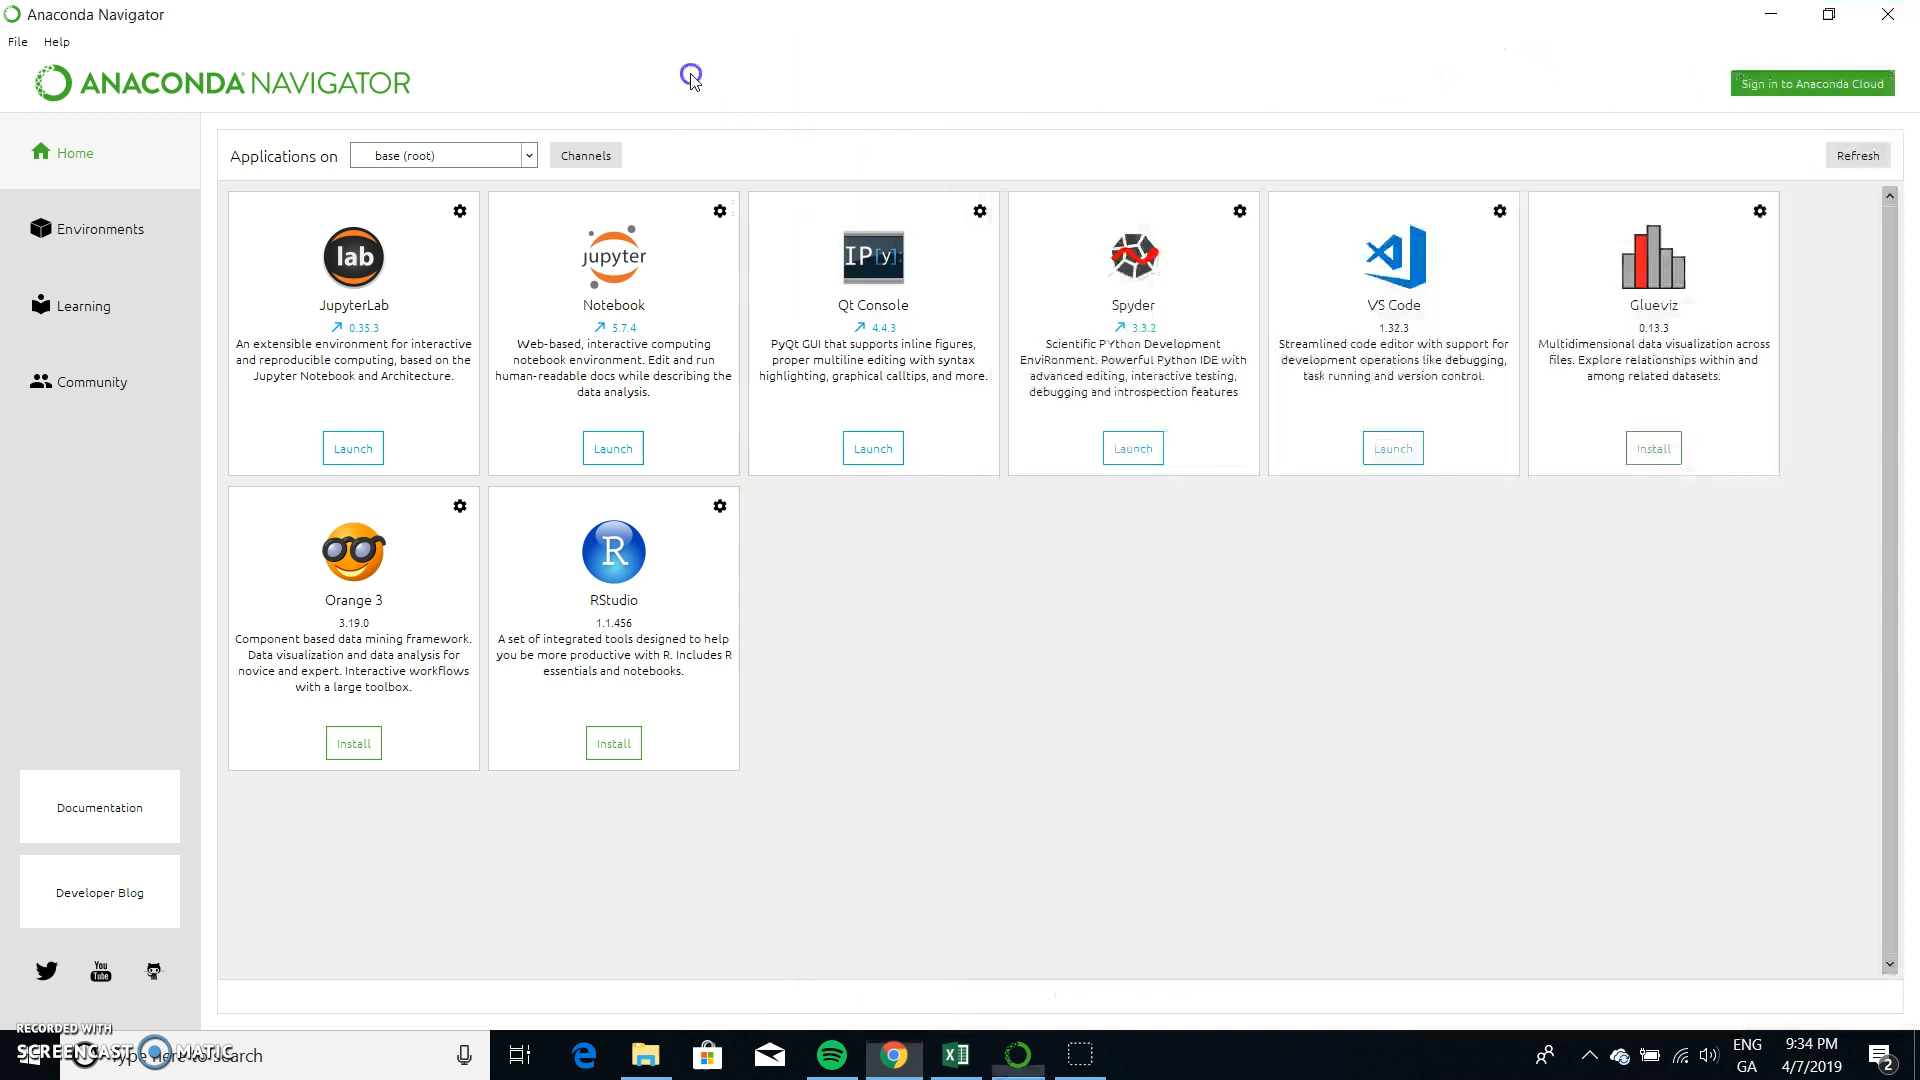 Anaconda Navigator
File Help
ANACONDA NAVIGATOR
Sign in to Anaconda Cloud
Home
Environments
Learning
Community
Documentation
Developer Blog
You
Tube
Applications on base (root) Channels Refresh
lab
JupyterLab
0.35.3
An extensible environment for interactive
and reproducible computing, based on the
Jupyter Notebook and Architecture.
Launch
jupyter
Notebook
5.7.4
Web-based, interactive computing
notebook environment. Edit and run
human-readable docs while describing the
data analysis.
Launch
IP[y]:
Qt Console
4.4.3
PyQt GUI that supports inline figures,
proper multiline editing with syntax
highlighting, graphical calltips, and more.
Launch
Spyder
3.3.2
Scientific PYthon Development
EnviRonment. Powerful Python IDE with
advanced editing, interactive testing,
debugging and introspection features
Launch
VS Code
1.32.3
Streamlined code editor with support for
development operations like debugging,
task running and version control.
Launch
Glueviz
0.13.3
Multidimensional data visualization across
files. Explore relationships within and
among related datasets.
Install
Orange 3
3.19.0
Component based data mining framework.
Data visualization and data analysis for
novice and expert. Interactive workflows
with a large toolbox.
Install
R
RStudio
1.1.456
A set of integrated tools designed to help
you be more productive with R. Includes R
essentials and notebooks.
Install
RECORDED WITH
SCREENCAST MATIC
Type here to search
ENG
GA
9:34 PM
4/7/2019
2